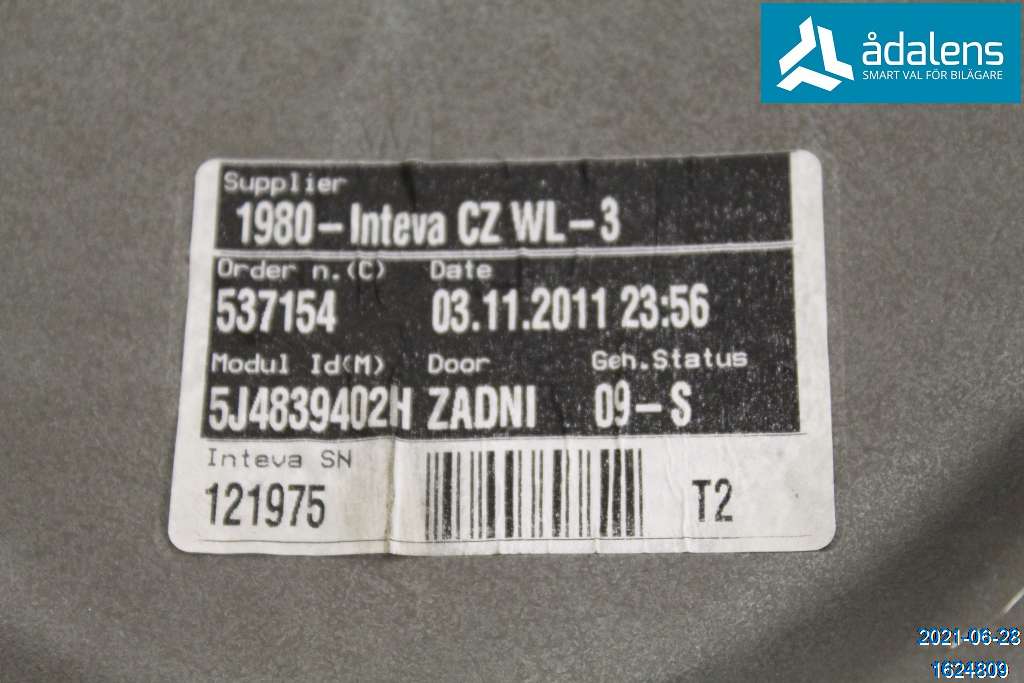 ådalens
SMART VAL FÖR BILÄGARE
Supplier
1980-Inteva CZ WL-3
Order n.(C) Date
537154 03.11.2011 23:56
Modul Id(M) Door Geh.Status
5J4839402H ZADNI 09-S
Inteva SN
121975 T2
2021-06-28
1624809